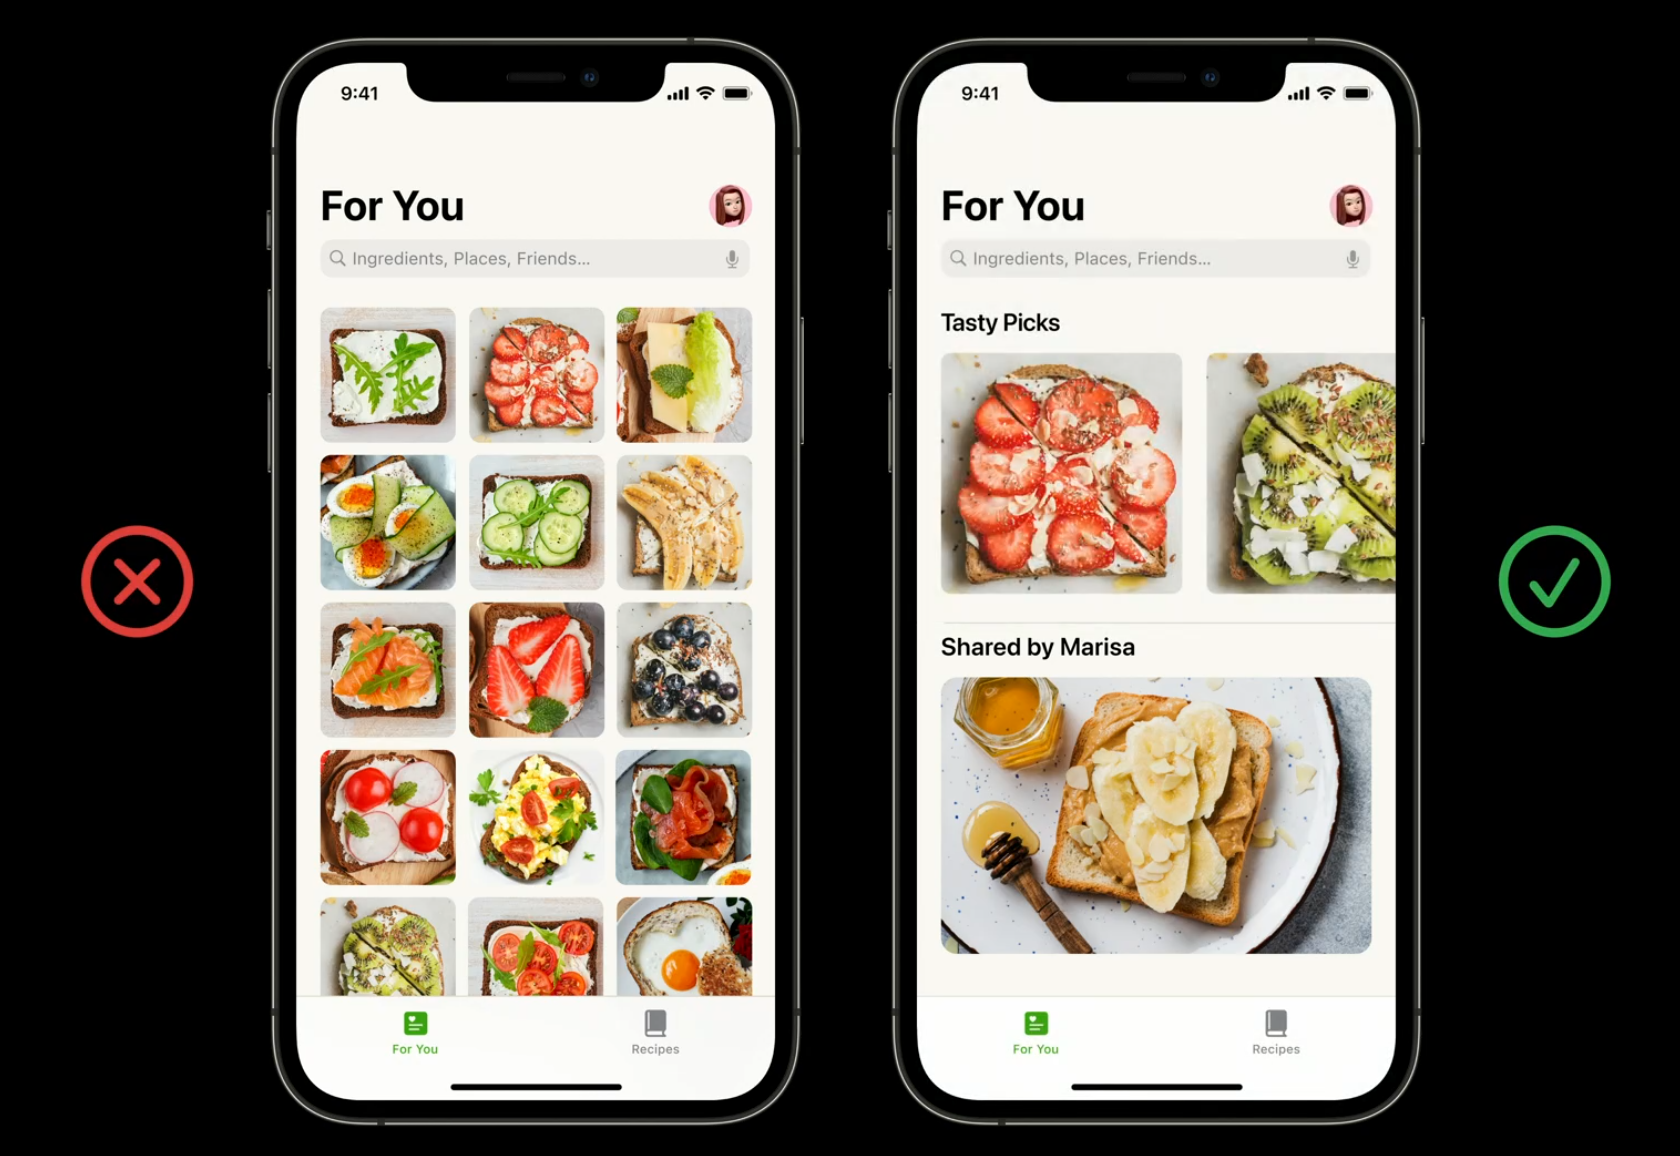 9:41
For You
Ingredients, Places, Friends...
For You
Recipes
9:41
For You
Ingredients, Places, Friends...
Tasty Picks
Shared by Marisa
For You
Recipes